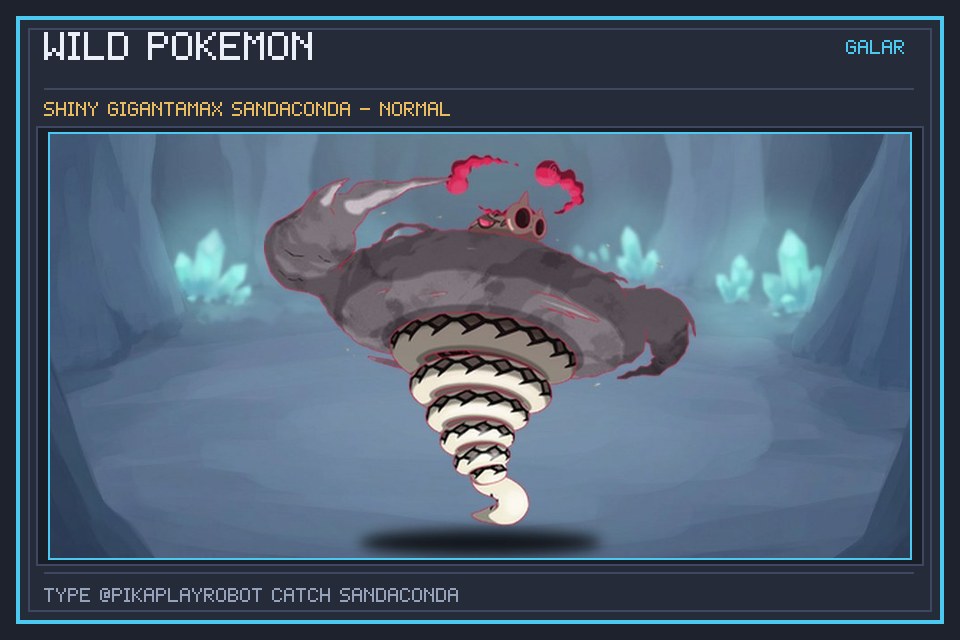 WILD POKEMON
GALAR
SHINY GIGANTAMAX SANDACONDA - NORMAL
TYPE @PIKAPLAYROBOT CATCH SANDACONDA